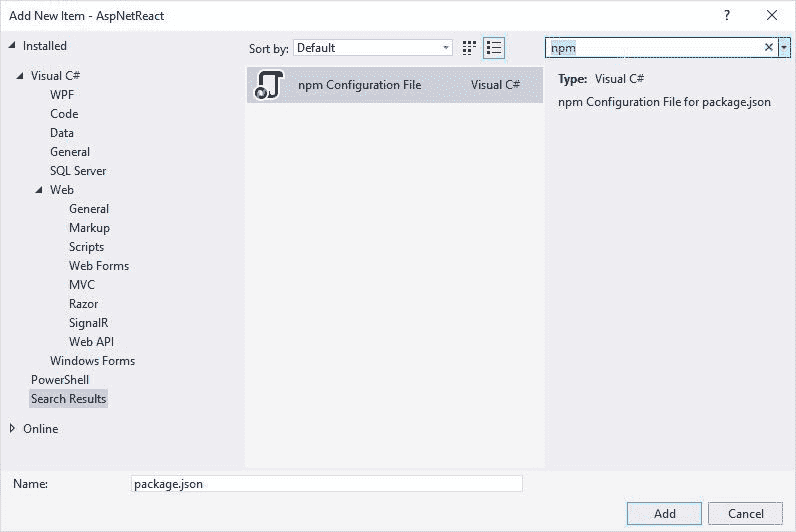 Add New Item - AspNetReact
?
Installed
Sort by: Default
npm
Visual C#
WPF
Code
Data
General
SQL Server
Web
General
Markup
Scripts
Web Forms
MVC
Razor
SignalR
Web API
Windows Forms
PowerShell
Search Results
Online
npm Configuration File Visual C#
Type: Visual C#
npm Configuration File for package.json
Name: package.json
Add Cancel